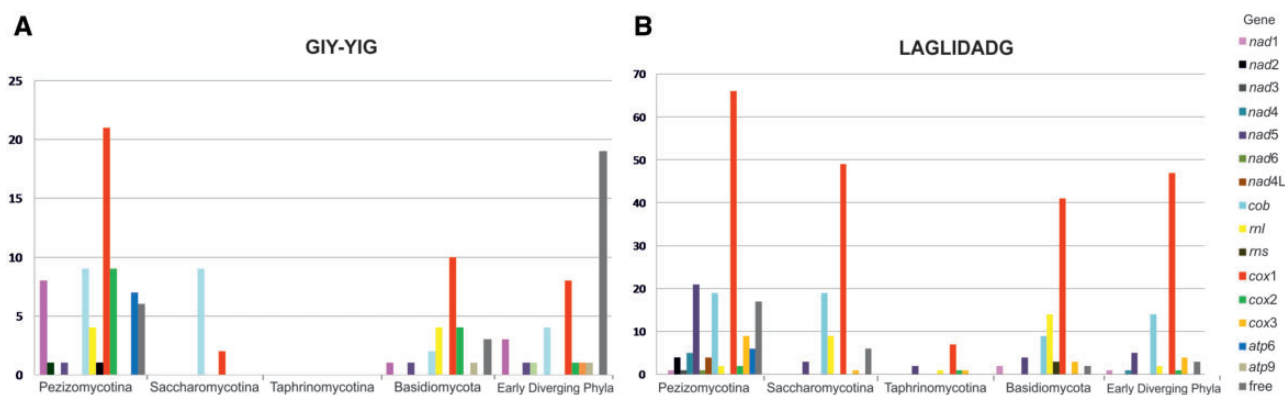 A
GIY-YIG
25
20
15
10
5
0
Pezizomycotina
Saccharomycotina
Taphrinomycotina
Basidiomycota
Early Diverging Phyla
B
LAGLIDADG
70
60
50
40
30
20
10
0
Pezizomycotina
Saccharomycotina
Taphrinomycotina
Basidiomycota
Early Diverging Phyla
Gene
nad1
nad2
nad3
nad4
nad5
nad6
nad4L
cob
rnl
rns
cox1
cox2
cox3
atp6
atp9
free